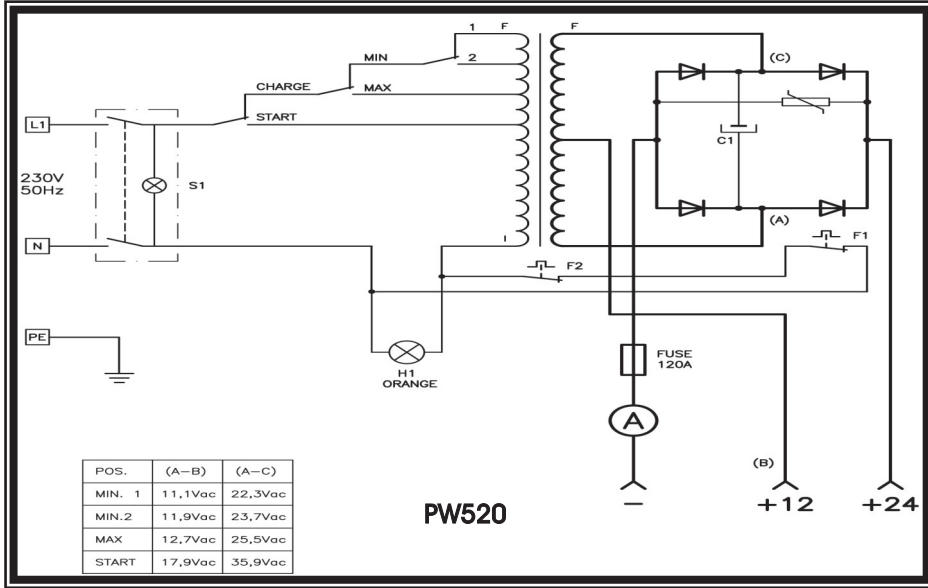 1 F F
MIN 2 (C)
CHARGE MAX
START
L1
C1
230V
50Hz
S1
(A)
N
I
F1
F2
PE
FUSE
120A
H1
ORANGE
A
(B)
POS. (A-B) (A-C)
MIN. 1 11,1Vac 22,3Vac
MIN.2 11,9Vac 23,7Vac
MAX 12,7Vac 25,5Vac
START 17,9Vac 35,9Vac
PW520
− +12 +24